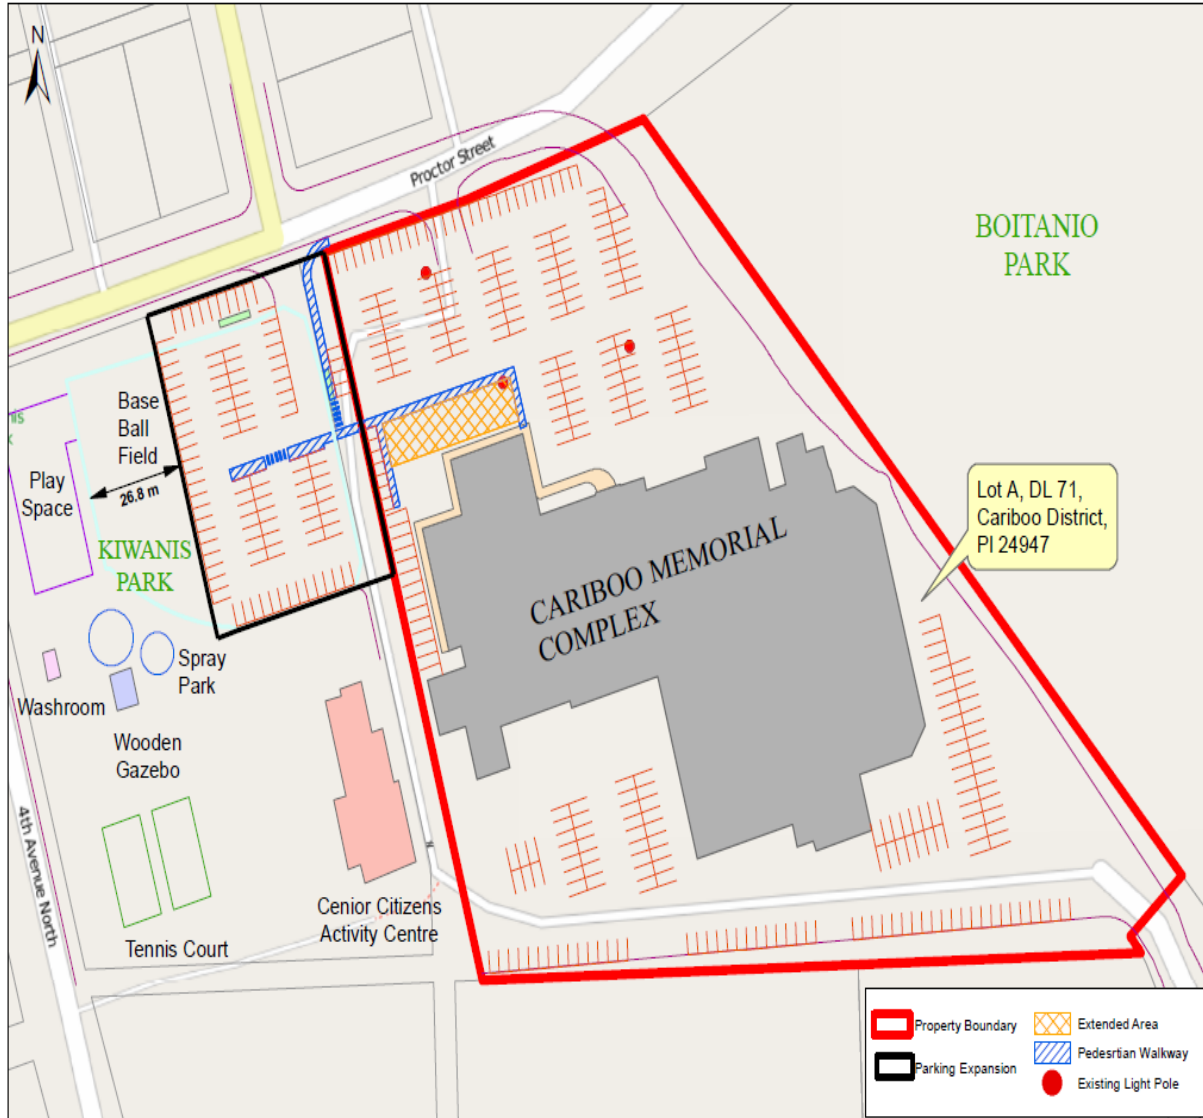 N
Proctor Street
BOITANIO
PARK
Base
Ball
Field
Play
Space
26.8 m
KIWANIS
PARK
Lot A, DL 71,
Cariboo District,
PI 24947
CARIBOO MEMORIAL
COMPLEX
Spray
Park
Washroom
Wooden
Gazebo
4th Avenue North
Tennis Court
Cenior Citizens
Activity Centre
Property Boundary
Parking Expansion
Extended Area
Pedesrtian Walkway
Existing Light Pole